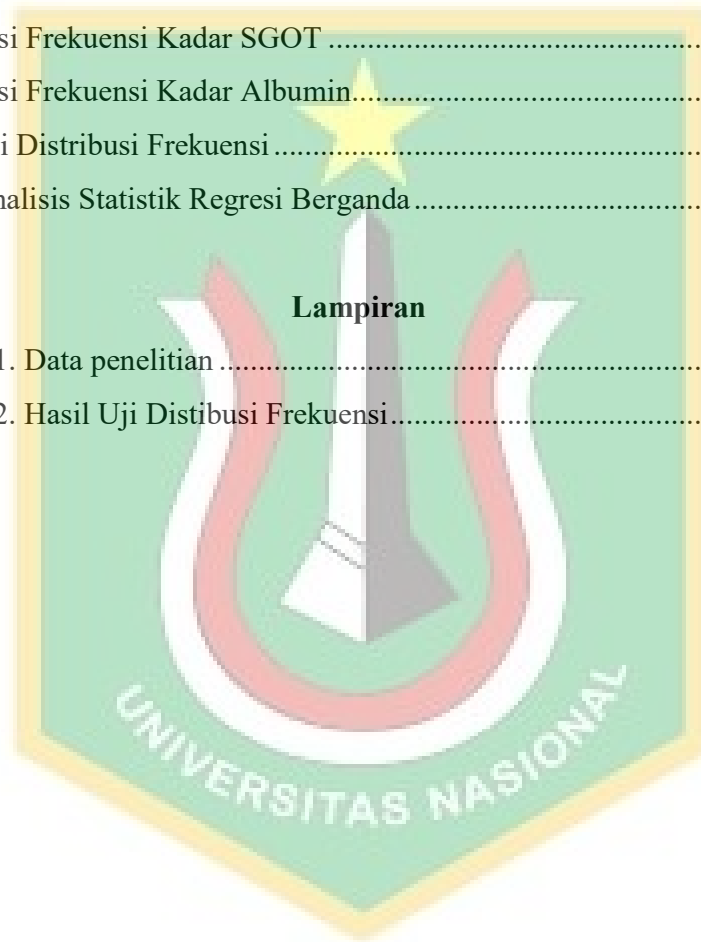 si Frekuensi Kadar SGOT ................................................
si Frekuensi Kadar Albumin.............................................
i Distribusi Frekuensi .......................................................
nalisis Statistik Regresi Berganda .....................................
Lampiran
1. Data penelitian ..............................................................
2. Hasil Uji Distibusi Frekuensi........................................
UNIVERSITAS NASIONAL